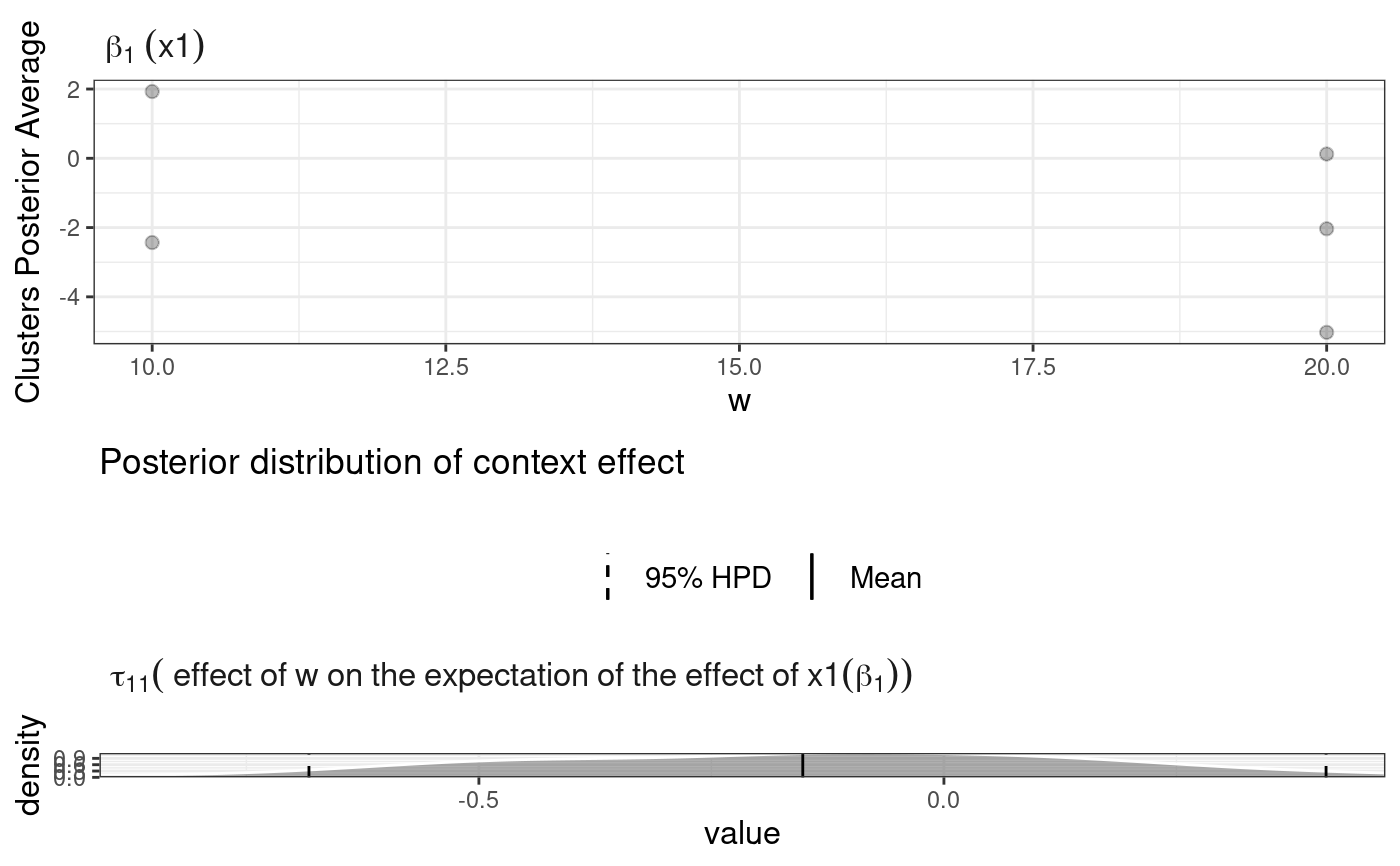 β1 (x1)
Clusters Posterior Average
2
0
-2
-4
10.0 12.5 15.0 17.5 20.0
w
Posterior distribution of context effect
95% HPD Mean
τ11( effect of w on the expectation of the effect of x1(β1))
density
0.0
-0.5 0.0
value